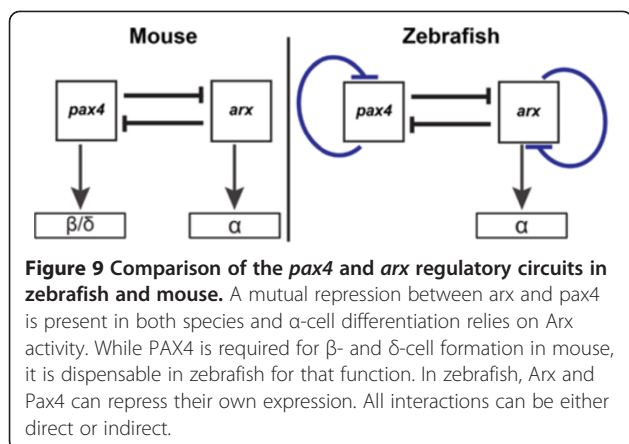 Mouse
Zebrafish
pax4
arx
pax4
arx
β/δ
α
α
Figure 9 Comparison of the pax4 and arx regulatory circuits in
zebrafish and mouse. A mutual repression between arx and pax4
is present in both species and α-cell differentiation relies on Arx
activity. While PAX4 is required for β- and δ-cell formation in mouse,
it is dispensable in zebrafish for that function. In zebrafish, Arx and
Pax4 can repress their own expression. All interactions can be either
direct or indirect.